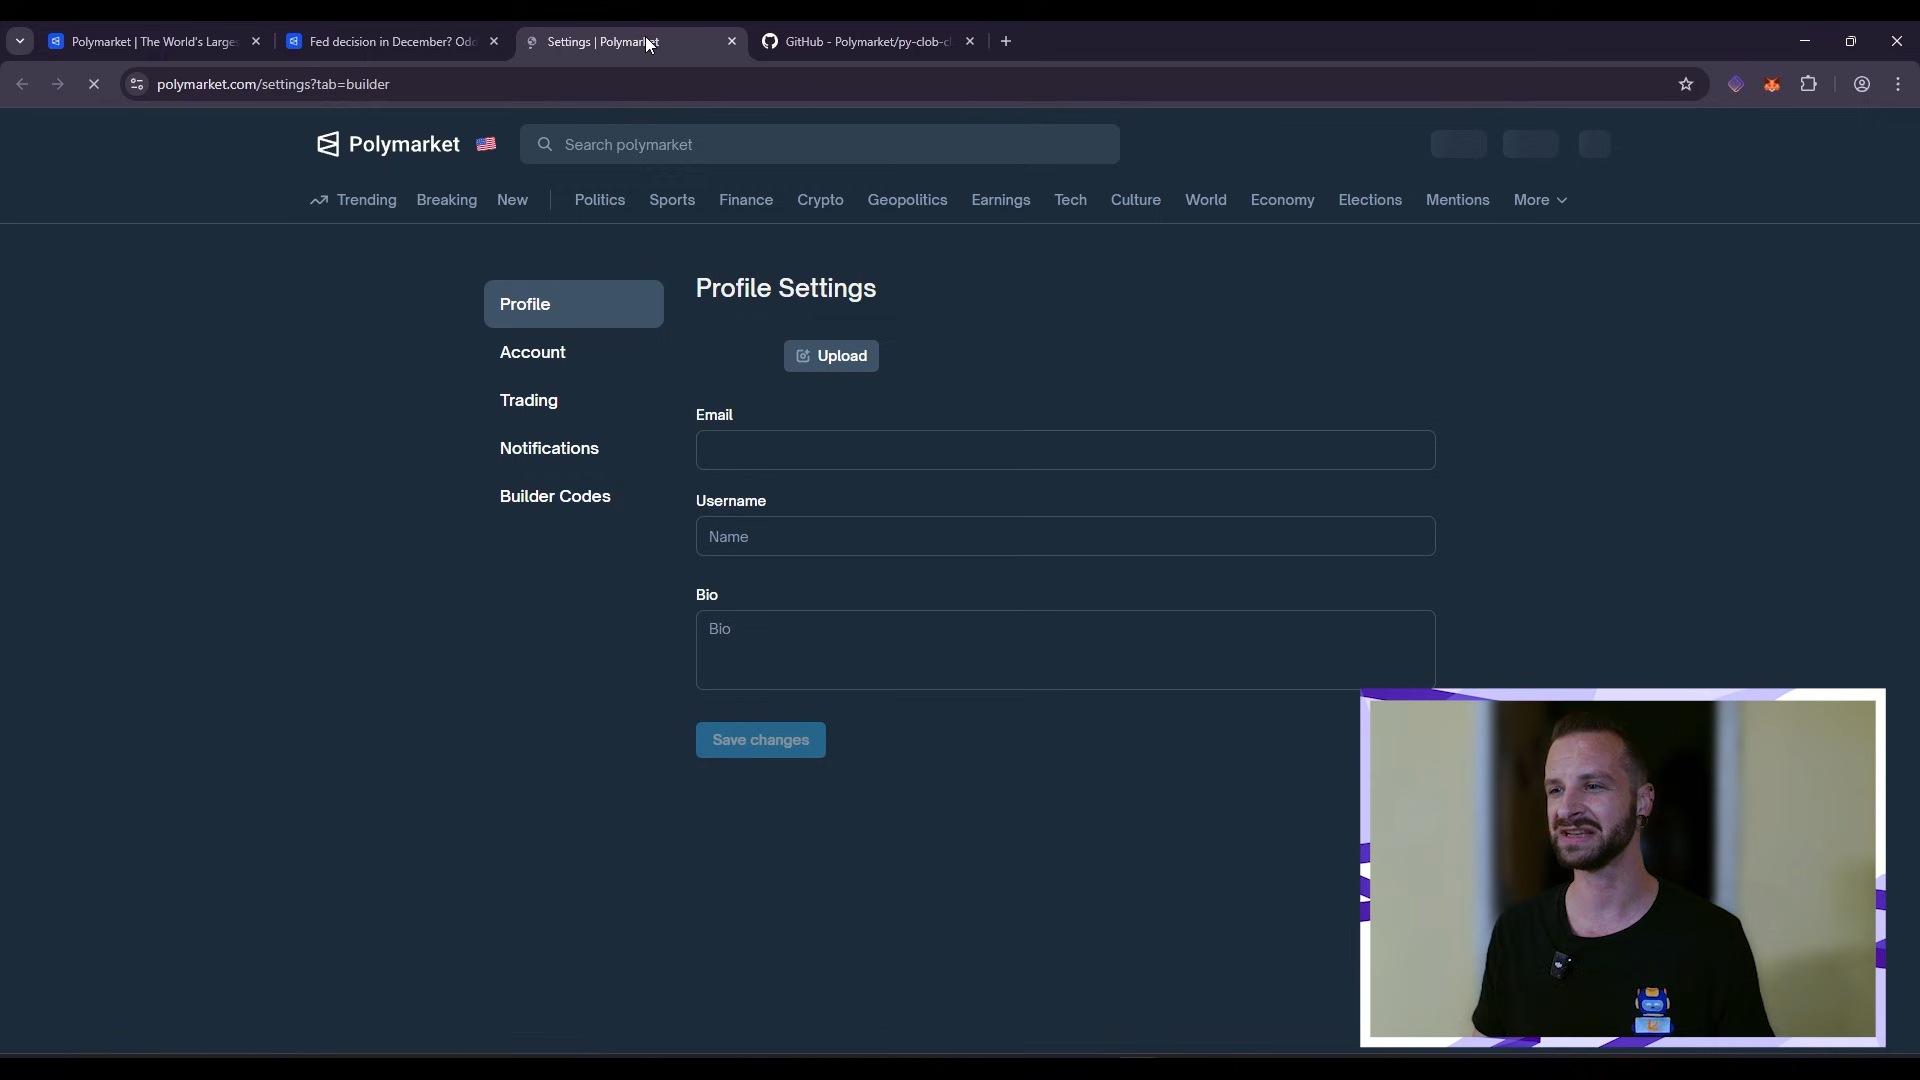 Polymarket | The World's Large
Fed decision in December? Od
Settings | Polymarket
GitHub - Polymarket/py-clob-c
polymarket.com/settings?tab=builder
Polymarket
Search polymarket
Trending
Breaking
New
Politics
Sports
Finance
Crypto
Geopolitics
Earnings
Tech
Culture
World
Economy
Elections
Mentions
More
Profile
Account
Trading
Notifications
Builder Codes
Profile Settings
Upload
Email
Username
Name
Bio
Bio
Save changes